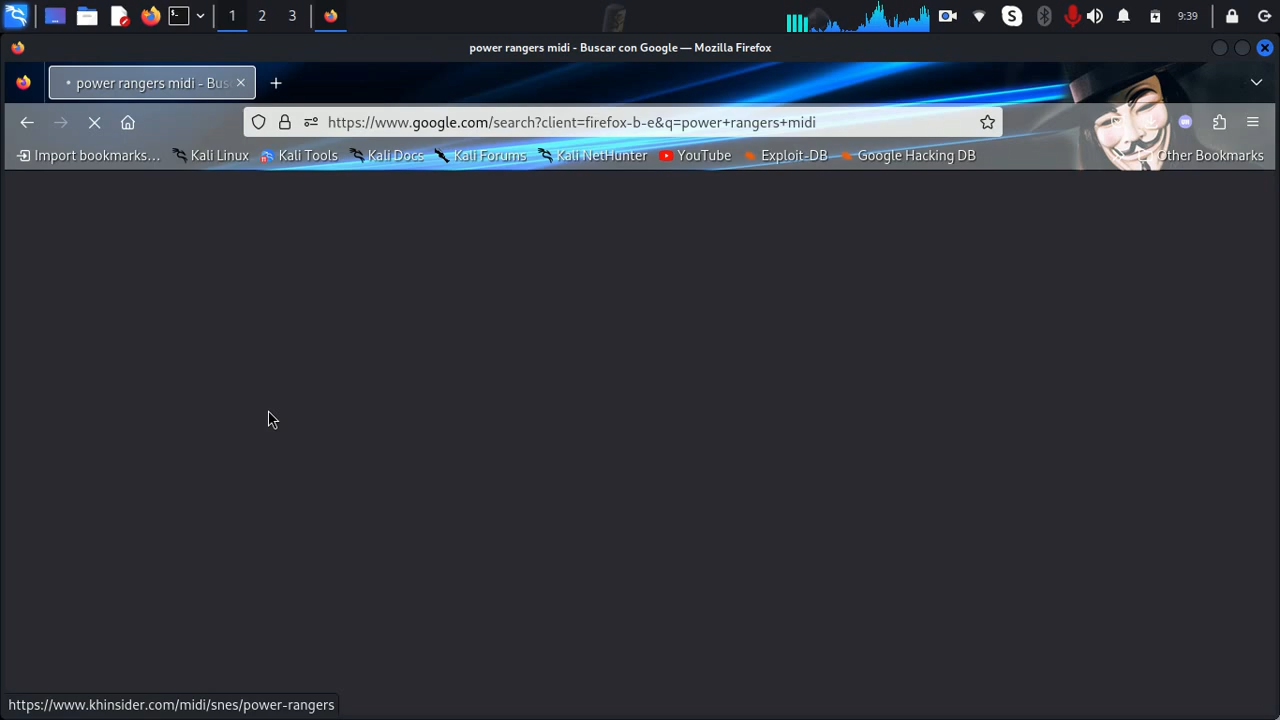 1 2 3 9:39
power rangers midi - Buscar con Google — Mozilla Firefox
power rangers midi - Bus
https://www.google.com/search?client=firefox-b-e&q=power+rangers+midi
Import bookmarks... Kali Linux Kali Tools Kali Docs Kali Forums Kali NetHunter YouTube Exploit-DB Google Hacking DB Other Bookmarks
https://www.khinsider.com/midi/snes/power-rangers